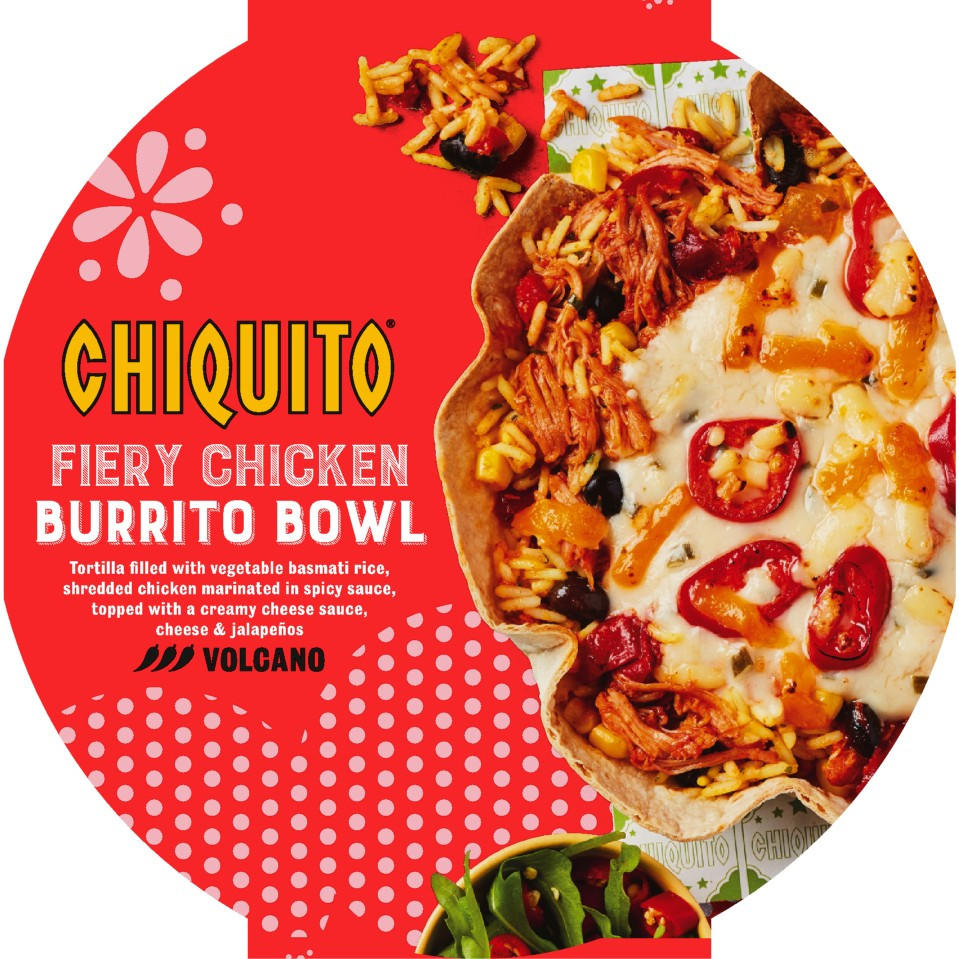 CHIQUITO
CHIQUITO®
FIERY CHICKEN
BURRITO BOWL
Tortilla filled with vegetable basmati rice,
shredded chicken marinated in spicy sauce,
topped with a creamy cheese sauce,
cheese & jalapeños
VOLCANO
CHIQUITO